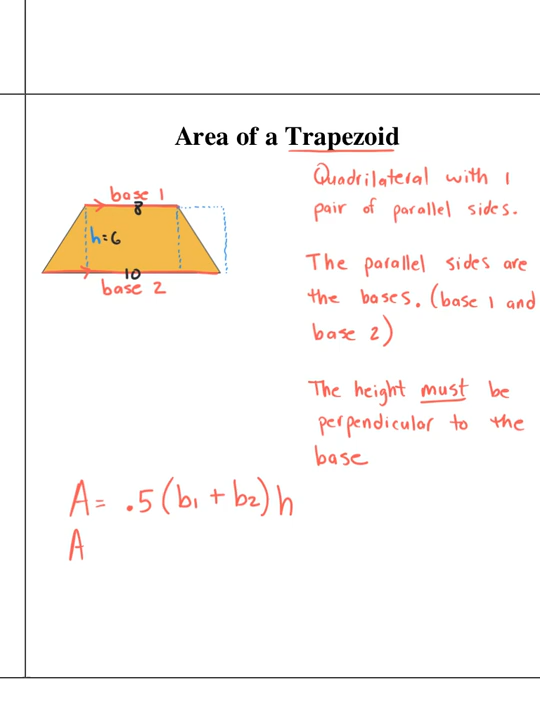 Area of a Trapezoid
Quadrilateral with 1
pair of parallel sides.
base 1
8
h=6
10
base 2
The parallel sides are
the bases. (base 1 and
base 2)
The height must be
perpendicular to the
base
A = .5(b1 + b2)h
A